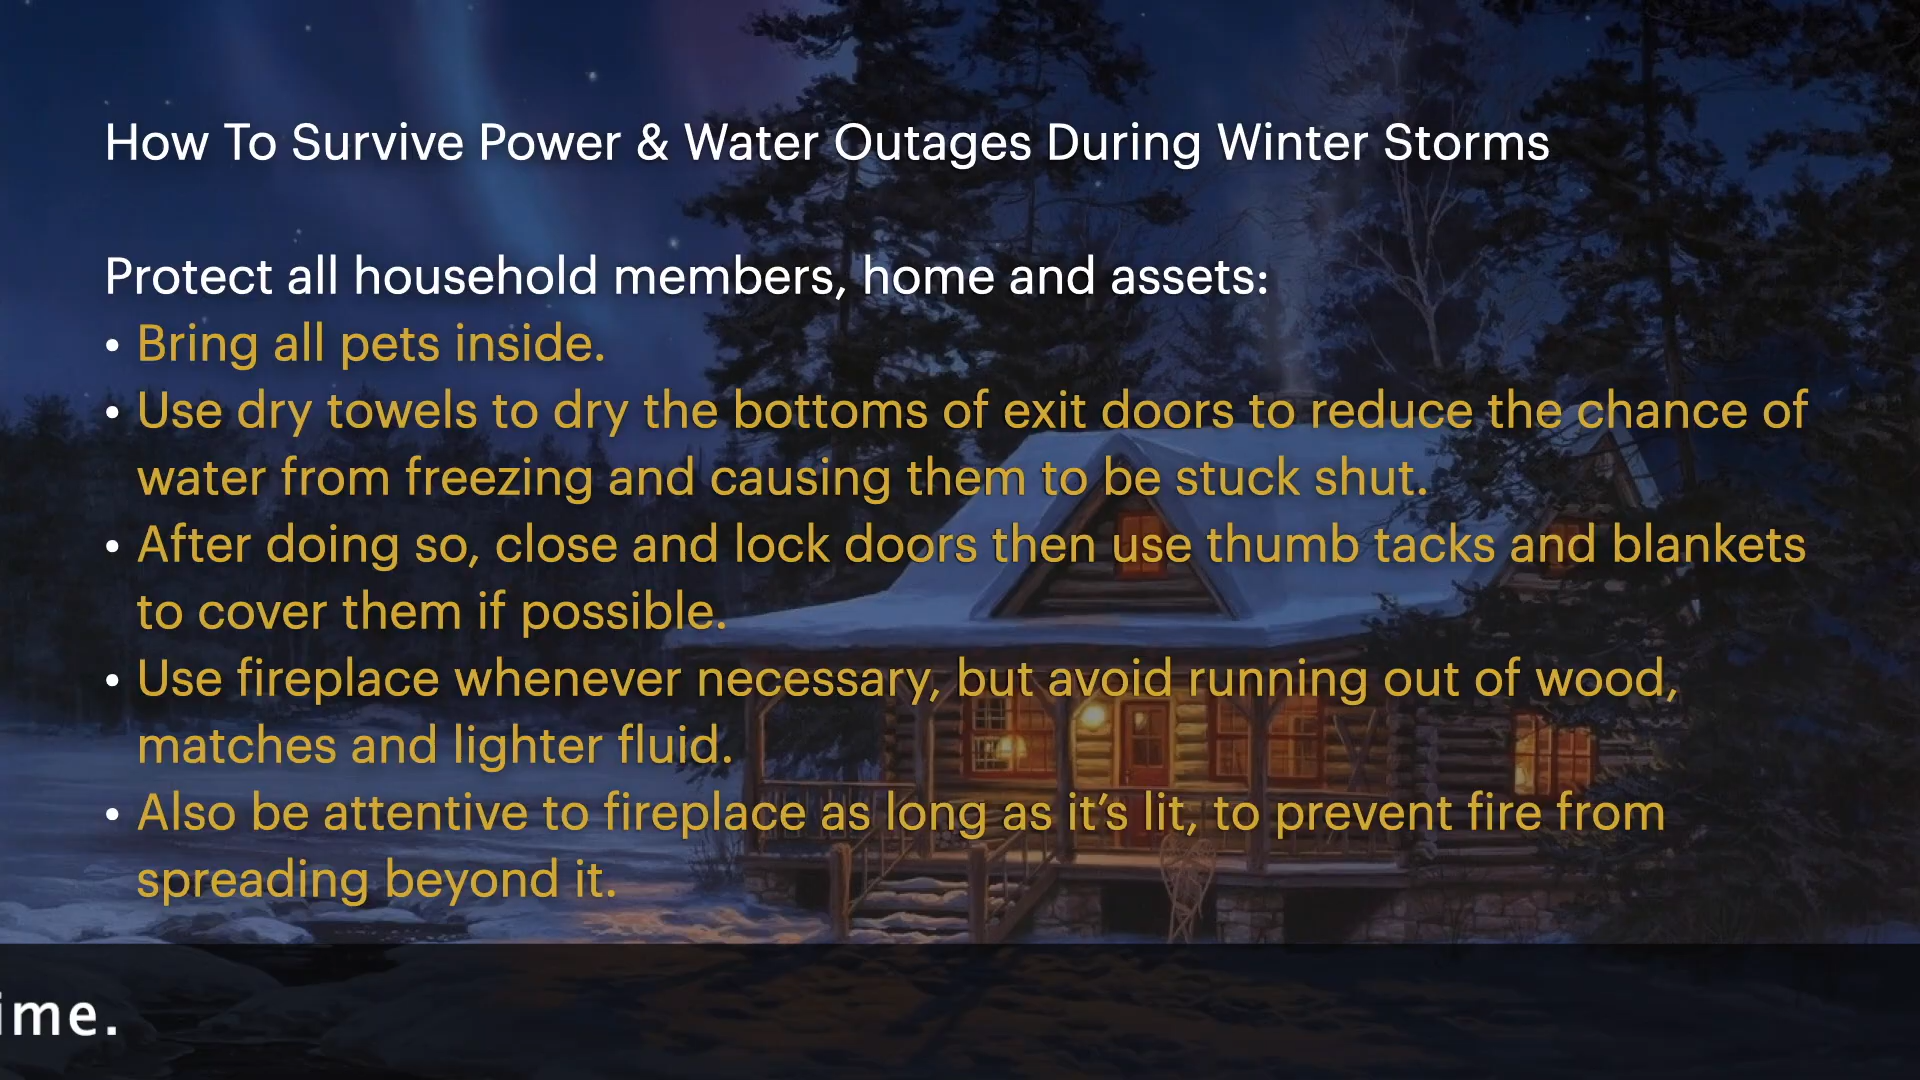 How To Survive Power & Water Outages During Winter Storms
Protect all household members, home and assets:
• Bring all pets inside.
• Use dry towels to dry the bottoms of exit doors to reduce the chance of
water from freezing and causing them to be stuck shut.
• After doing so, close and lock doors then use thumb tacks and blankets
to cover them if possible.
• Use fireplace whenever necessary, but avoid running out of wood,
matches and lighter fluid.
• Also be attentive to fireplace as long as it’s lit, to prevent fire from
spreading beyond it.
ime.